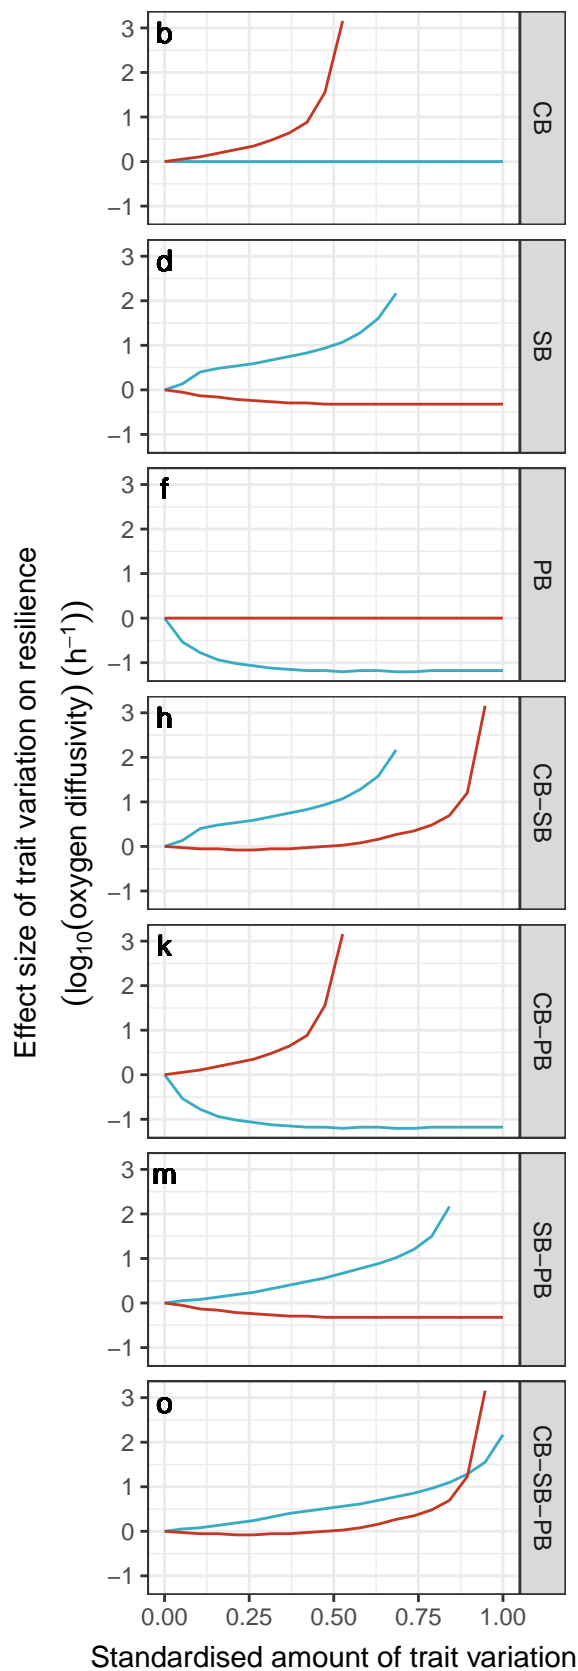 b
3
2
1
0
−1
CB
d
3
2
1
0
−1
SB
f
3
2
1
0
−1
PB
h
3
2
1
0
−1
CB−SB
k
3
2
1
0
−1
CB−PB
m
3
2
1
0
−1
SB−PB
o
3
2
1
0
−1
CB−SB−PB
0.00 0.25 0.50 0.75 1.00
Standardised amount of trait variation
Effect size of trait variation on resilience
(log₁₀(oxygen diffusivity) (h⁻¹))